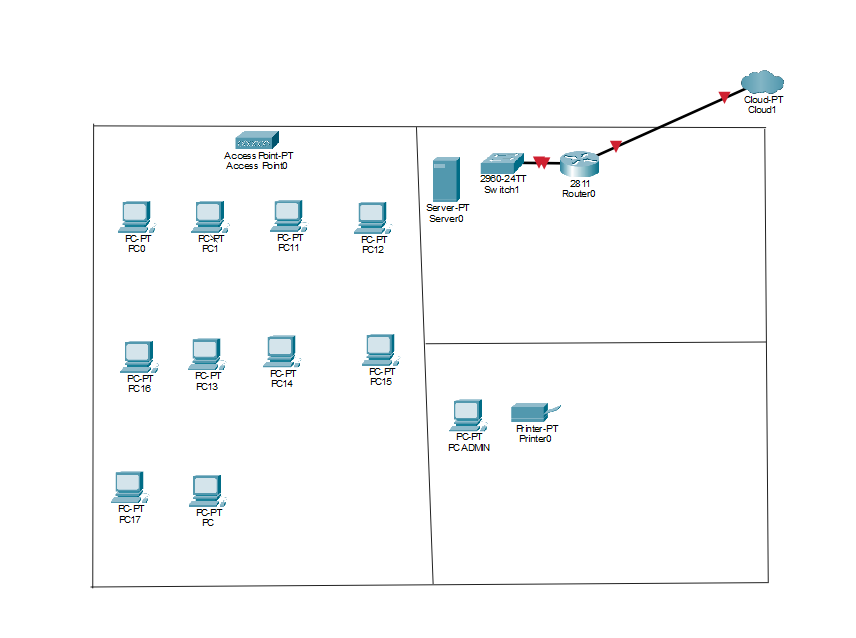 Cloud-PT
Cloud1
Access Point-PT
Access Point0
2960-24TT
Switch1
2811
Router0
Server-PT
Server0
PC-PT
PC0
PC-PT
PC1
PC-PT
PC11
PC-PT
PC12
PC-PT
PC16
PC-PT
PC13
PC-PT
PC14
PC-PT
PC15
PC-PT
PC ADMIN
Printer-PT
Printer0
PC-PT
PC17
PC-PT
PC